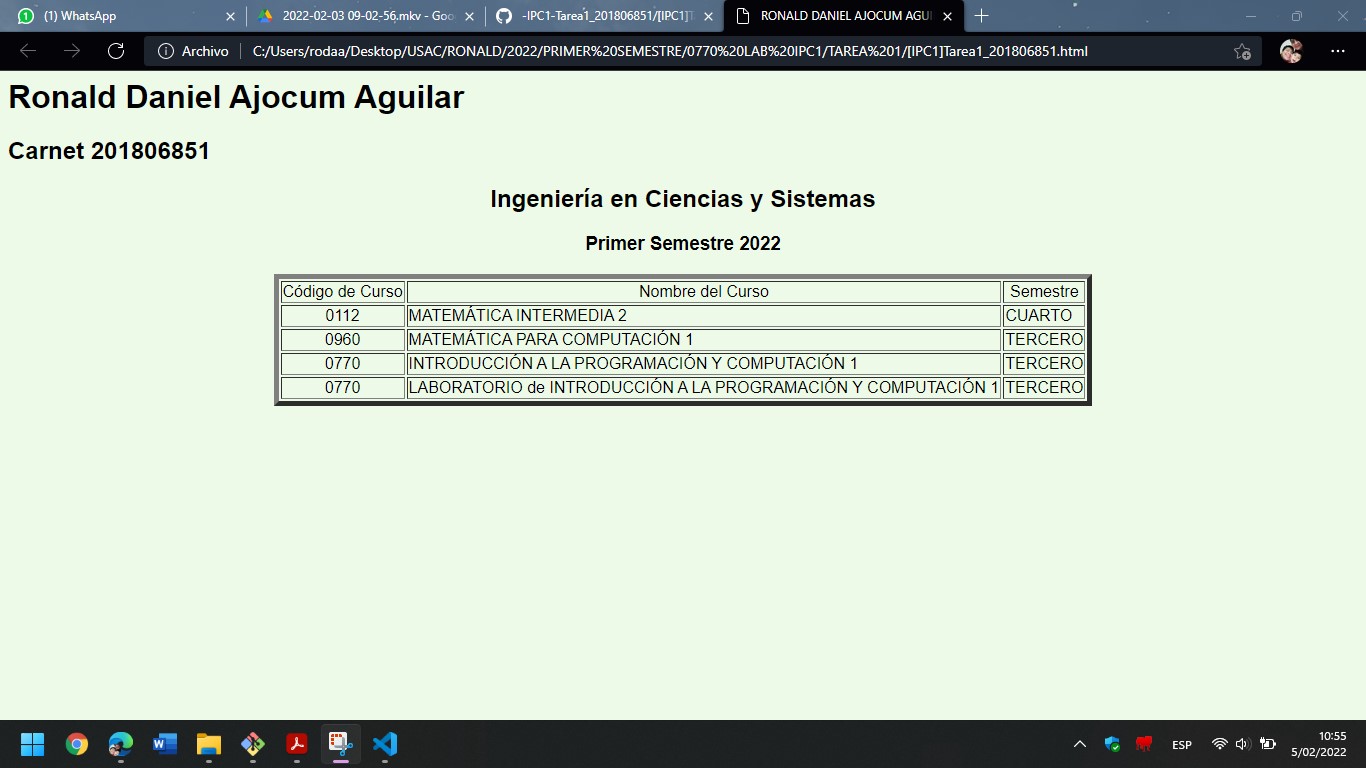 (1) WhatsApp
2022-02-03 09-02-56.mkv - Goo
-IPC1-Tarea1_201806851/[IPC1]T
RONALD DANIEL AJOCUM AGUI
Archivo
C:/Users/rodaa/Desktop/USAC/RONALD/2022/PRIMER%20SEMESTRE/0770%20LAB%20IPC1/TAREA%201/[IPC1]Tarea1_201806851.html
Ronald Daniel Ajocum Aguilar
Carnet 201806851
Ingeniería en Ciencias y Sistemas
Primer Semestre 2022
Código de Curso Nombre del Curso Semestre
0112 MATEMÁTICA INTERMEDIA 2 CUARTO
0960 MATEMÁTICA PARA COMPUTACIÓN 1 TERCERO
0770 INTRODUCCIÓN A LA PROGRAMACIÓN Y COMPUTACIÓN 1 TERCERO
0770 LABORATORIO de INTRODUCCIÓN A LA PROGRAMACIÓN Y COMPUTACIÓN 1 TERCERO
ESP
10:55
5/02/2022